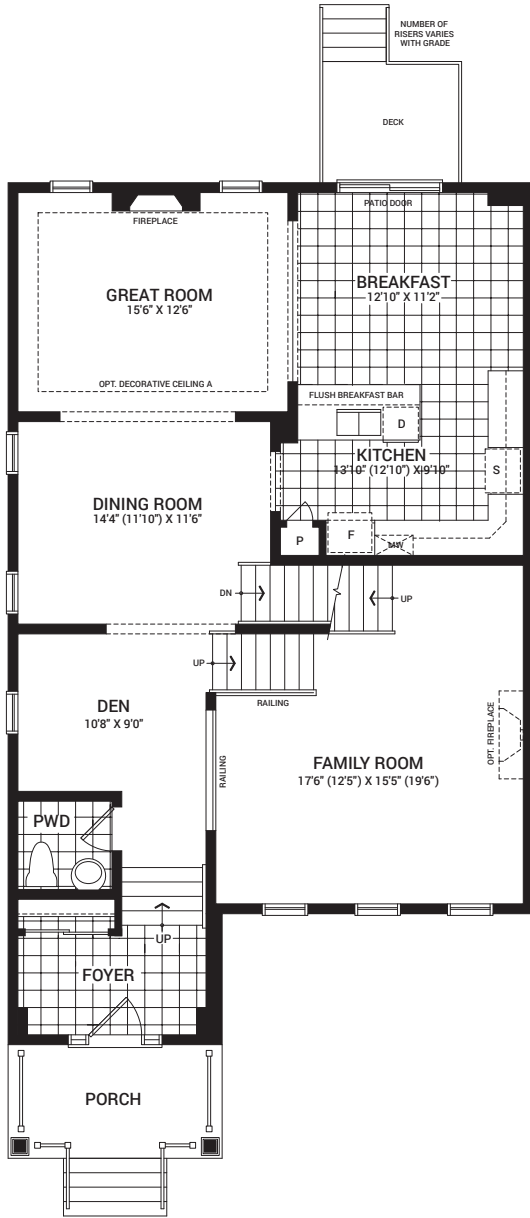 NUMBER OF
RISERS VARIES
WITH GRADE
DECK
PATIO DOOR
FIREPLACE
BREAKFAST
12'10" X 11'2"
GREAT ROOM
15'6" X 12'6"
OPT. DECORATIVE CEILING A
FLUSH BREAKFAST BAR
D
KITCHEN
13'10" (12'10") X 9'10"
S
DINING ROOM
14'4" (11'10") X 11'6"
P
F
MW
DN
UP
UP
RAILING
DEN
10'8" X 9'0"
OPT. FIREPLACE
RAILING
FAMILY ROOM
17'6" (12'5") X 15'5" (19'6")
PWD
UP
FOYER
PORCH